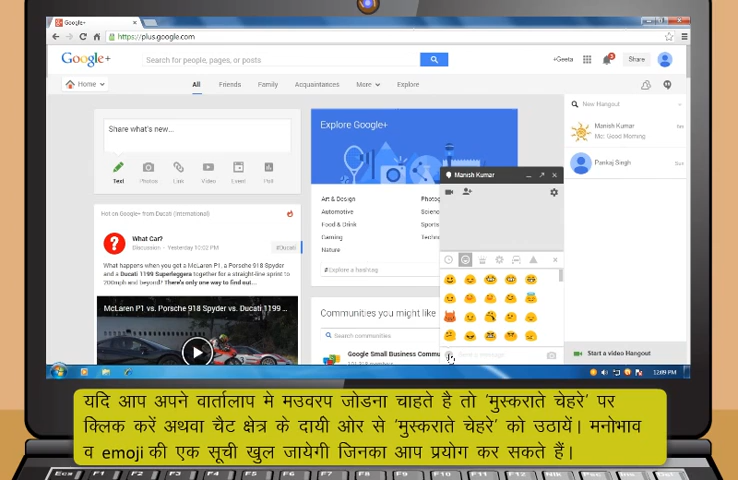 Google+
https://plus.google.com
Google+
Search for people, pages, or posts
+Geeta
Share
Home
All
Friends
Family
Acquaintances
More
Explore
New Hangout
Manish Kumar
Me: Good Morning
Pankaj Singh
Share what's new...
Text
Photos
Link
Video
Event
Poll
Explore Google+
Art & Design
Automotive
Food & Drink
Gaming
Nature
Explore a hashtag
Manish Kumar
Hot on Google+ from Ducati (International)
What Car?
Discussion - Yesterday 10:02 PM
#Ducati
What happens when you get a McLaren P1, a Porsche 918 Spyder
and a Ducati 1199 Superleggera together for a straight-line sprint to
200mph and beyond? There's only one way to find out...
McLaren P1 vs. Porsche 918 Spyder vs. Ducati 1199 ...
Communities you might like
Search communities
Google Small Business Commu
Start a video Hangout
12:09 PM
यदि आप अपने वार्तालाप मे मउवरप जोडना चाहते है तो 'मुस्कराते चेहरे' पर
क्लिक करें अथवा चैट क्षेत्र के दायी ओर से 'मुस्कराते चेहरे' को उठायें। मनोभाव
व emoji की एक सूची खुल जायेगी जिनका आप प्रयोग कर सकते हैं।